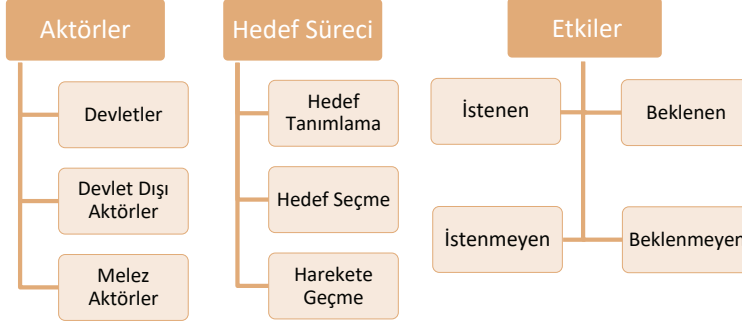 Aktörler
Devletler
Devlet Dışı
Aktörler
Melez
Aktörler
Hedef Süreci
Hedef
Tanımlama
Hedef Seçme
Harekete
Geçme
Etkiler
İstenen
Beklenen
İstenmeyen
Beklenmeyen